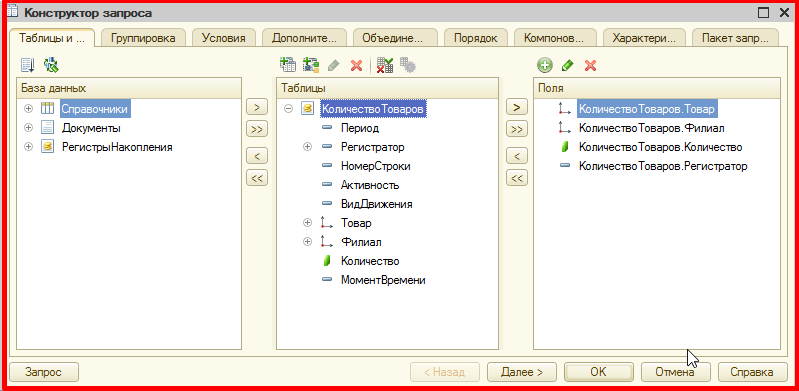 Конструктор запроса
Таблицы и ...
Группировка
Условия
Дополните...
Объедине...
Порядок
Компонов...
Характери...
Пакет запр...
База данных
Справочники
Документы
РегистрыНакопления
>
>>
<
<<
Таблицы
КоличествоТоваров
Период
Регистратор
НомерСтроки
Активность
ВидДвижения
Товар
Филиал
Количество
МоментВремени
>
>>
<
<<
Поля
КоличествоТоваров.Товар
КоличествоТоваров.Филиал
КоличествоТоваров.Количество
КоличествоТоваров.Регистратор
Запрос
< Назад
Далее >
OK
Отмена
Справка